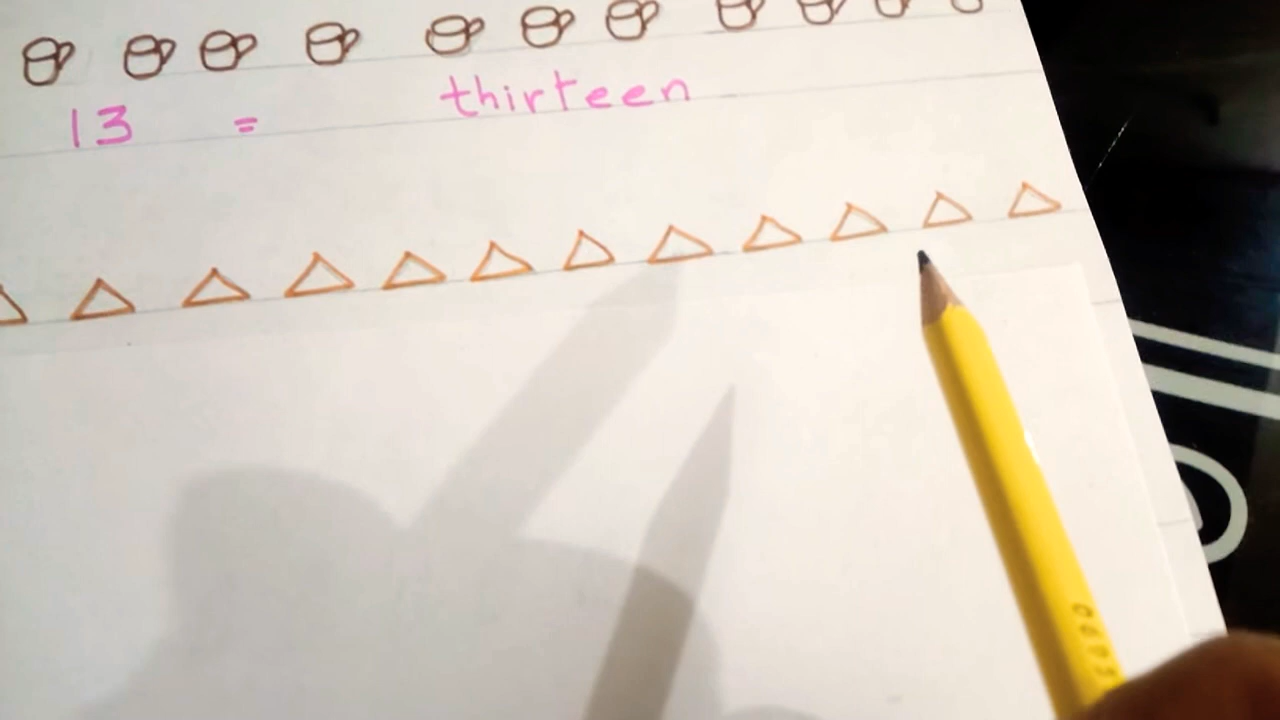 13 = thirteen